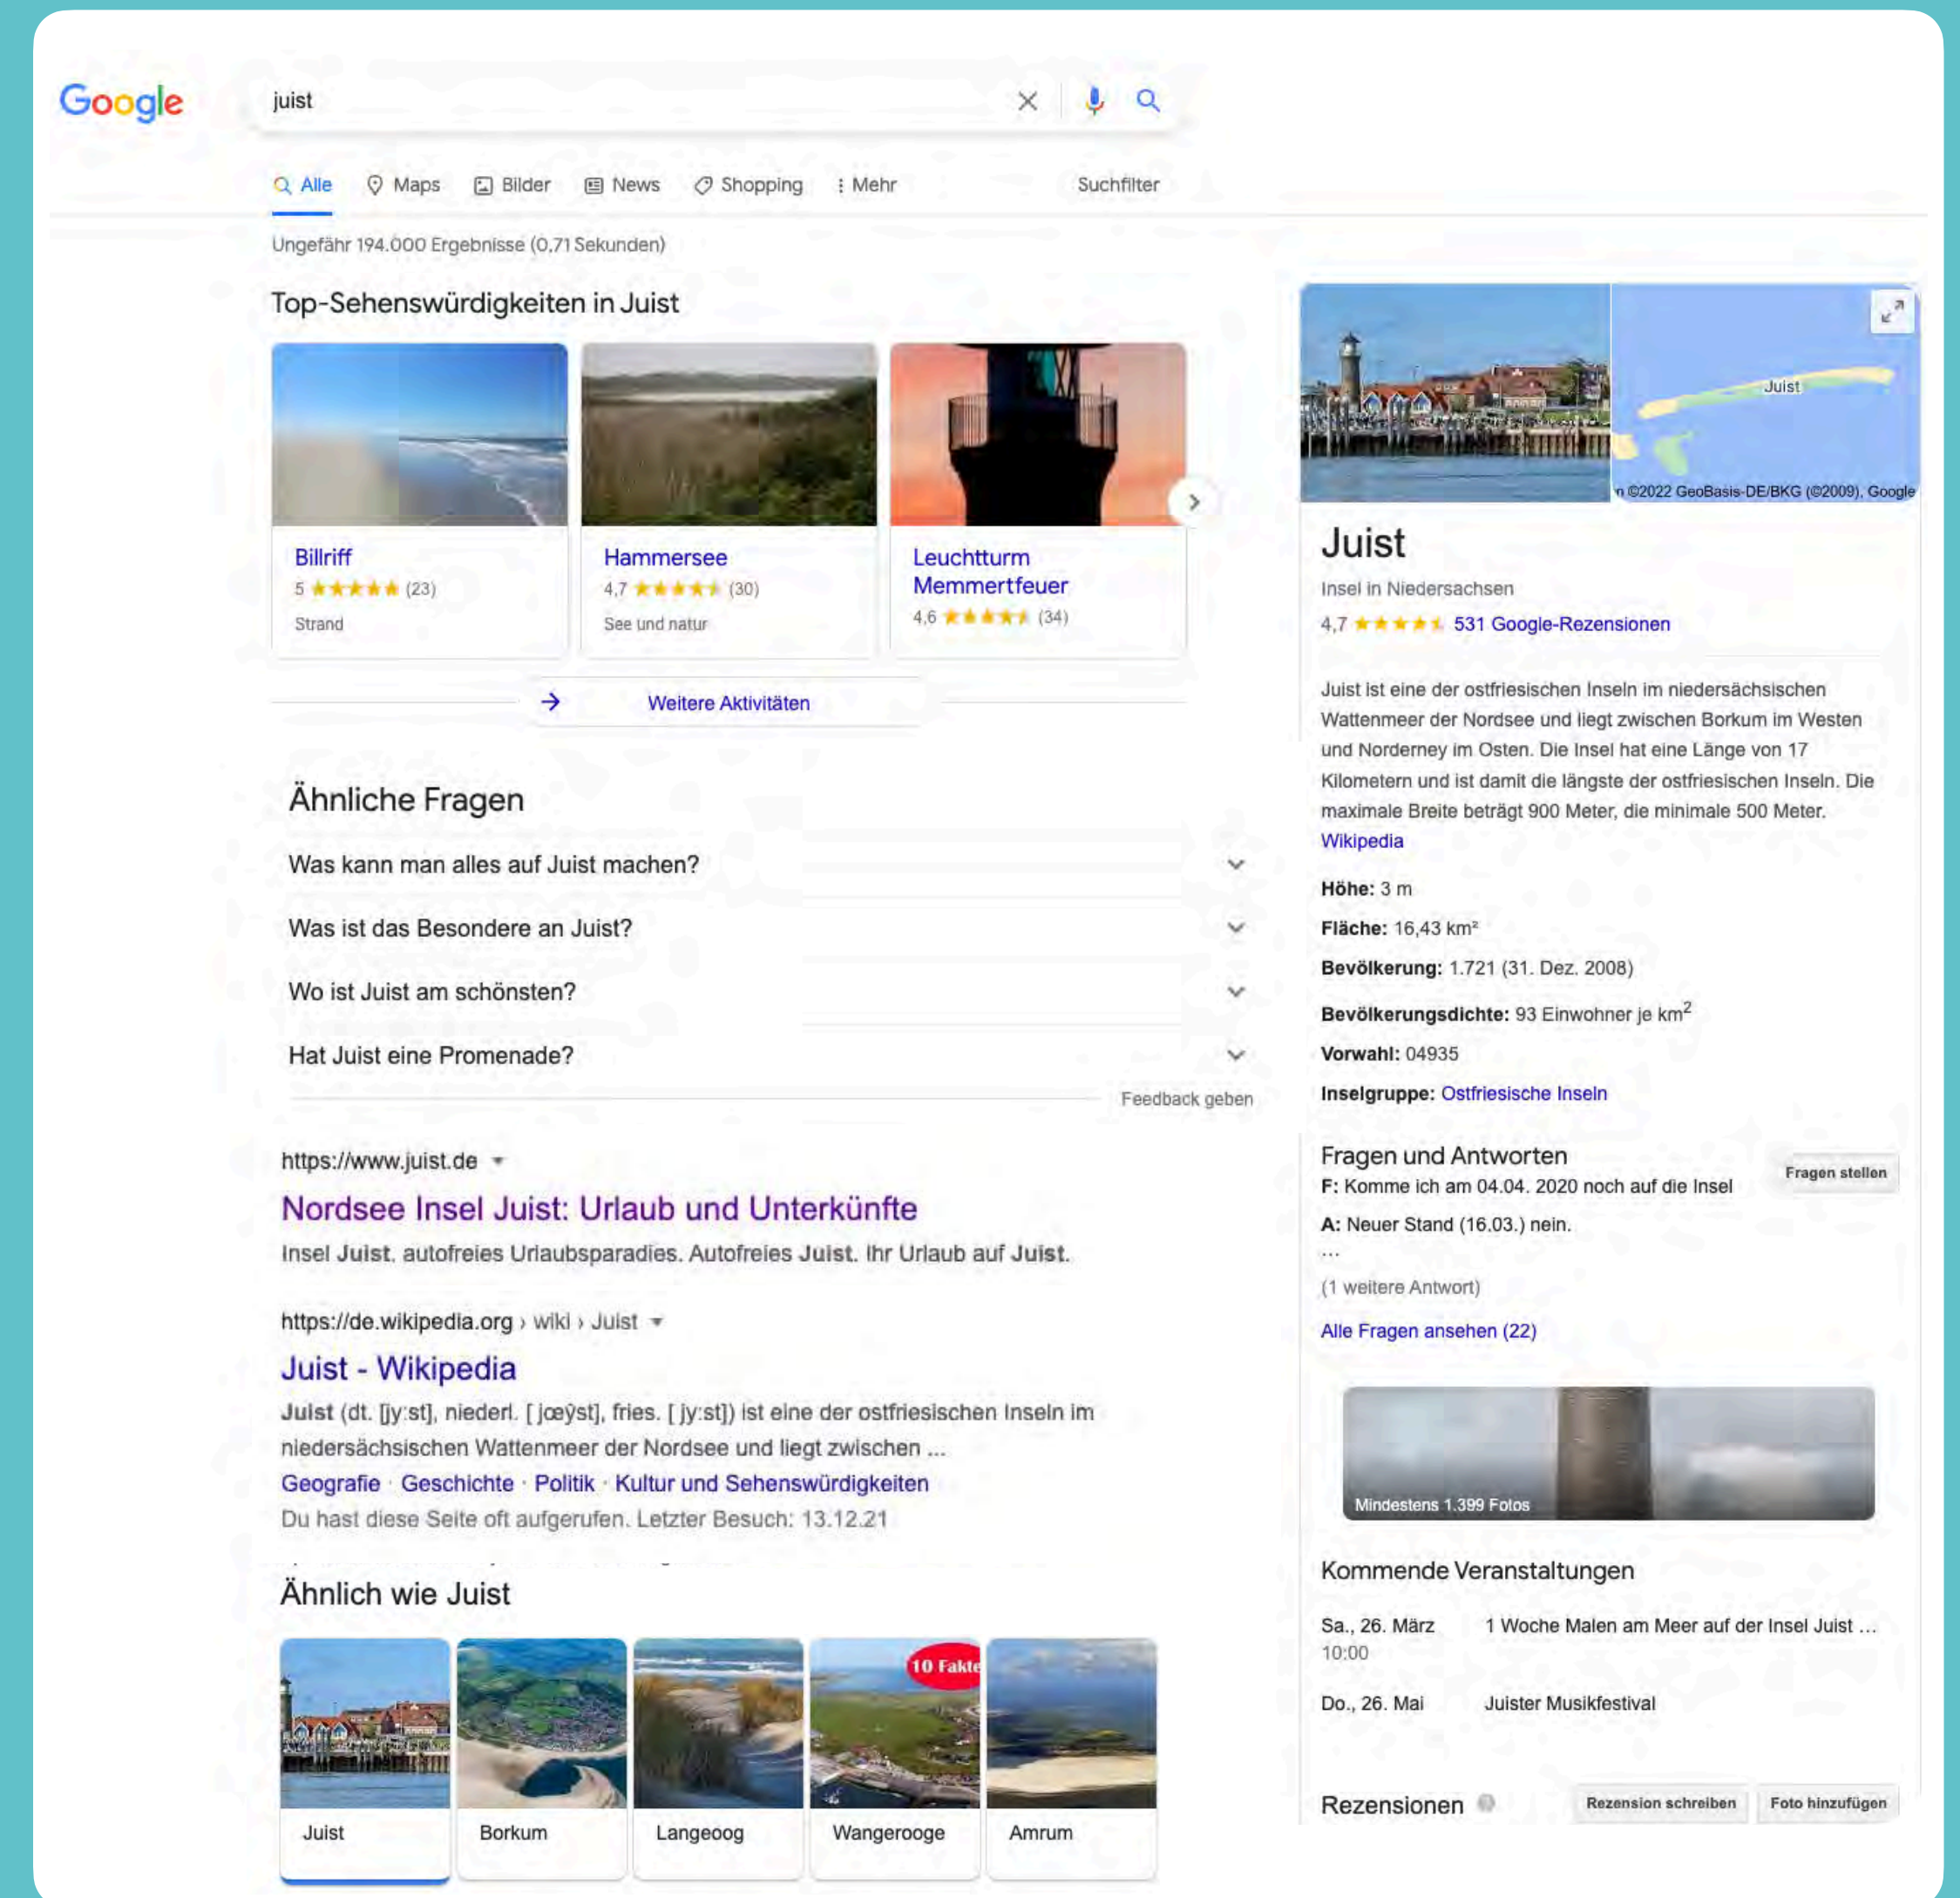 Google
juist
Alle Maps Bilder News Shopping Mehr Suchfilter
Ungefähr 194.000 Ergebnisse (0,71 Sekunden)
Top-Sehenswürdigkeiten in Juist
Billriff
5 (23)
Strand
Hammersee
4,7 (30)
See und natur
Leuchtturm
Memmertfeuer
4,6 (34)
Weitere Aktivitäten
Ähnliche Fragen
Was kann man alles auf Juist machen?
Was ist das Besondere an Juist?
Wo ist Juist am schönsten?
Hat Juist eine Promenade?
Feedback geben
https://www.juist.de
Nordsee Insel Juist: Urlaub und Unterkünfte
Insel Juist, autofreies Urlaubsparadies. Autofreies Juist. Ihr Urlaub auf Juist.
https://de.wikipedia.org › wiki › Juist
Juist - Wikipedia
Juist (dt. [jyːst], niederl. [ jœŷst], fries. [ jyːst]) ist eine der ostfriesischen Inseln im
niedersächsischen Wattenmeer der Nordsee und liegt zwischen ...
Geografie · Geschichte · Politik · Kultur und Sehenswürdigkeiten
Du hast diese Seite oft aufgerufen. Letzter Besuch: 13.12.21
Ähnlich wie Juist
10 Fakte
Juist
Borkum
Langeoog
Wangerooge
Amrum
Juist
©2022 GeoBasis-DE/BKG (©2009), Google
Juist
Insel in Niedersachsen
4,7 531 Google-Rezensionen
Juist ist eine der ostfriesischen Inseln im niedersächsischen
Wattenmeer der Nordsee und liegt zwischen Borkum im Westen
und Norderney im Osten. Die Insel hat eine Länge von 17
Kilometern und ist damit die längste der ostfriesischen Inseln. Die
maximale Breite beträgt 900 Meter, die minimale 500 Meter.
Wikipedia
Höhe: 3 m
Fläche: 16,43 km²
Bevölkerung: 1.721 (31. Dez. 2008)
Bevölkerungsdichte: 93 Einwohner je km²
Vorwahl: 04935
Inselgruppe: Ostfriesische Inseln
Fragen und Antworten
Fragen stellen
F: Komme ich am 04.04. 2020 noch auf die Insel
A: Neuer Stand (16.03.) nein.
...
(1 weitere Antwort)
Alle Fragen ansehen (22)
Mindestens 1.399 Fotos
Kommende Veranstaltungen
Sa., 26. März 1 Woche Malen am Meer auf der Insel Juist ...
10:00
Do., 26. Mai Juister Musikfestival
Rezensionen Rezension schreiben Foto hinzufügen